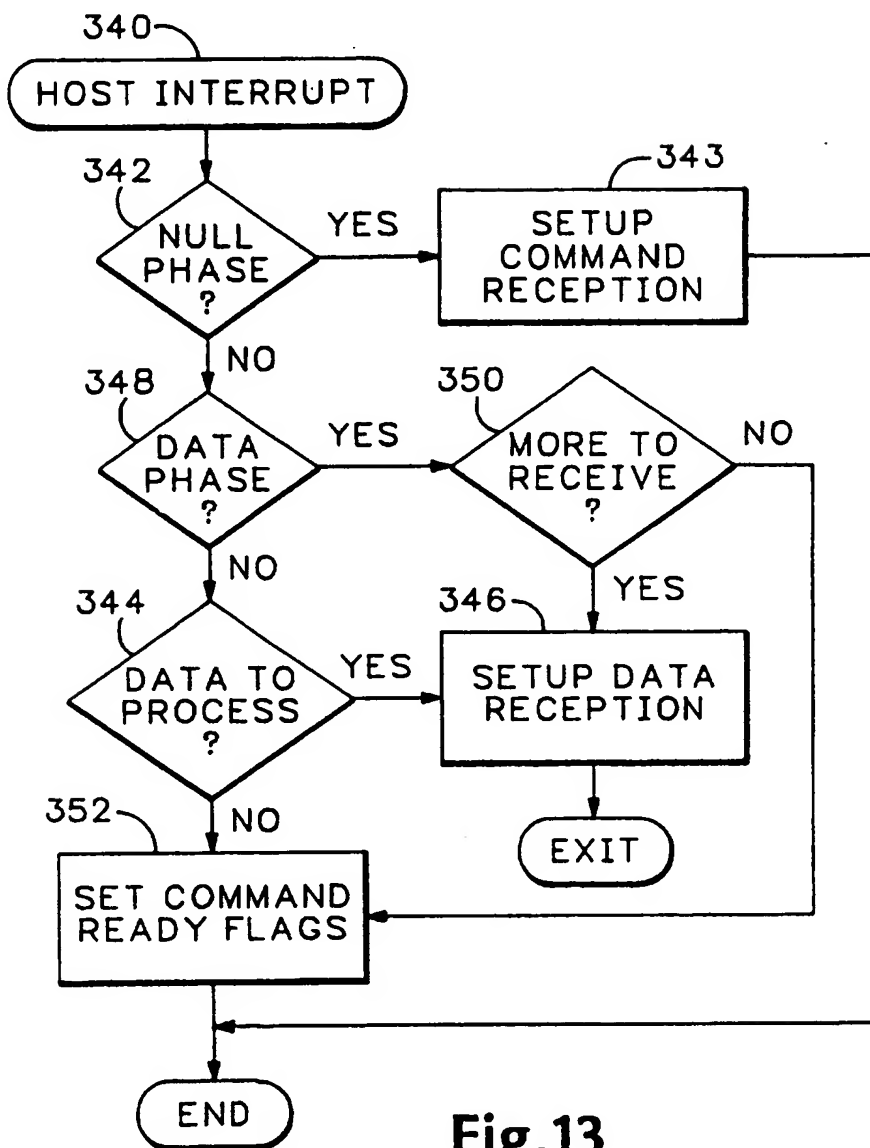 340
HOST INTERRUPT
342
NULL
PHASE
?
YES
343
SETUP
COMMAND
RECEPTION
NO
348
DATA
PHASE
?
YES
350
MORE TO
RECEIVE
?
NO
NO
YES
344
DATA TO
PROCESS
?
YES
346
SETUP DATA
RECEPTION
EXIT
NO
352
SET COMMAND
READY FLAGS
END
Fig.13